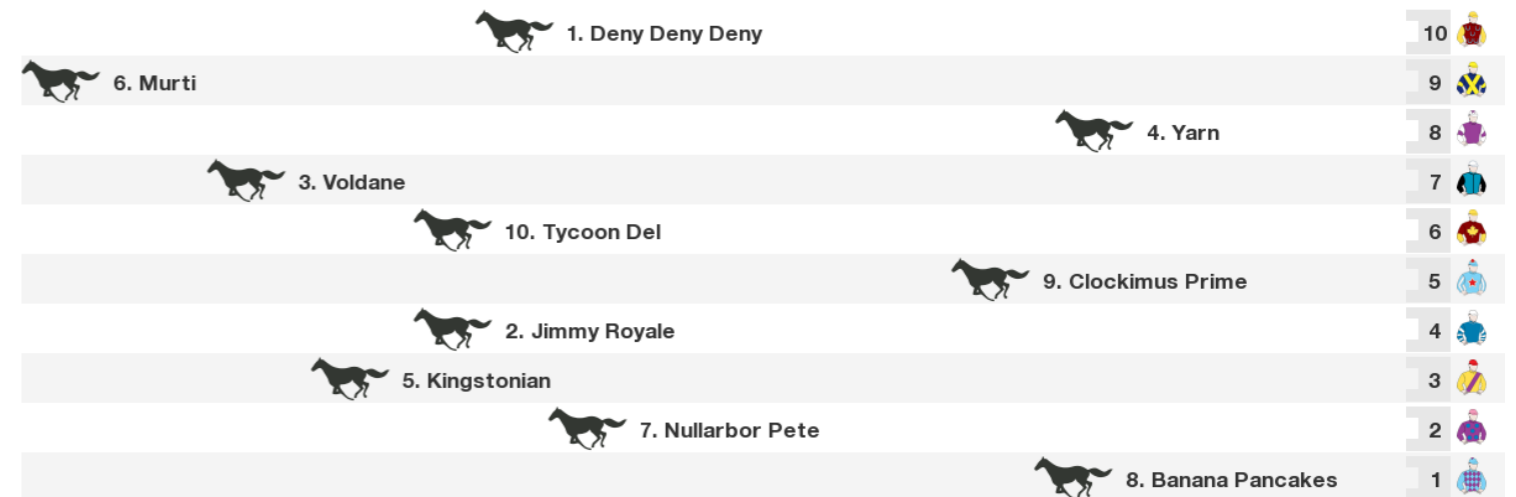 1. Deny Deny Deny 10
6. Murti 9
4. Yarn 8
3. Voldane 7
10. Tycoon Del 6
9. Clockimus Prime 5
2. Jimmy Royale 4
5. Kingstonian 3
7. Nullarbor Pete 2
8. Banana Pancakes 1